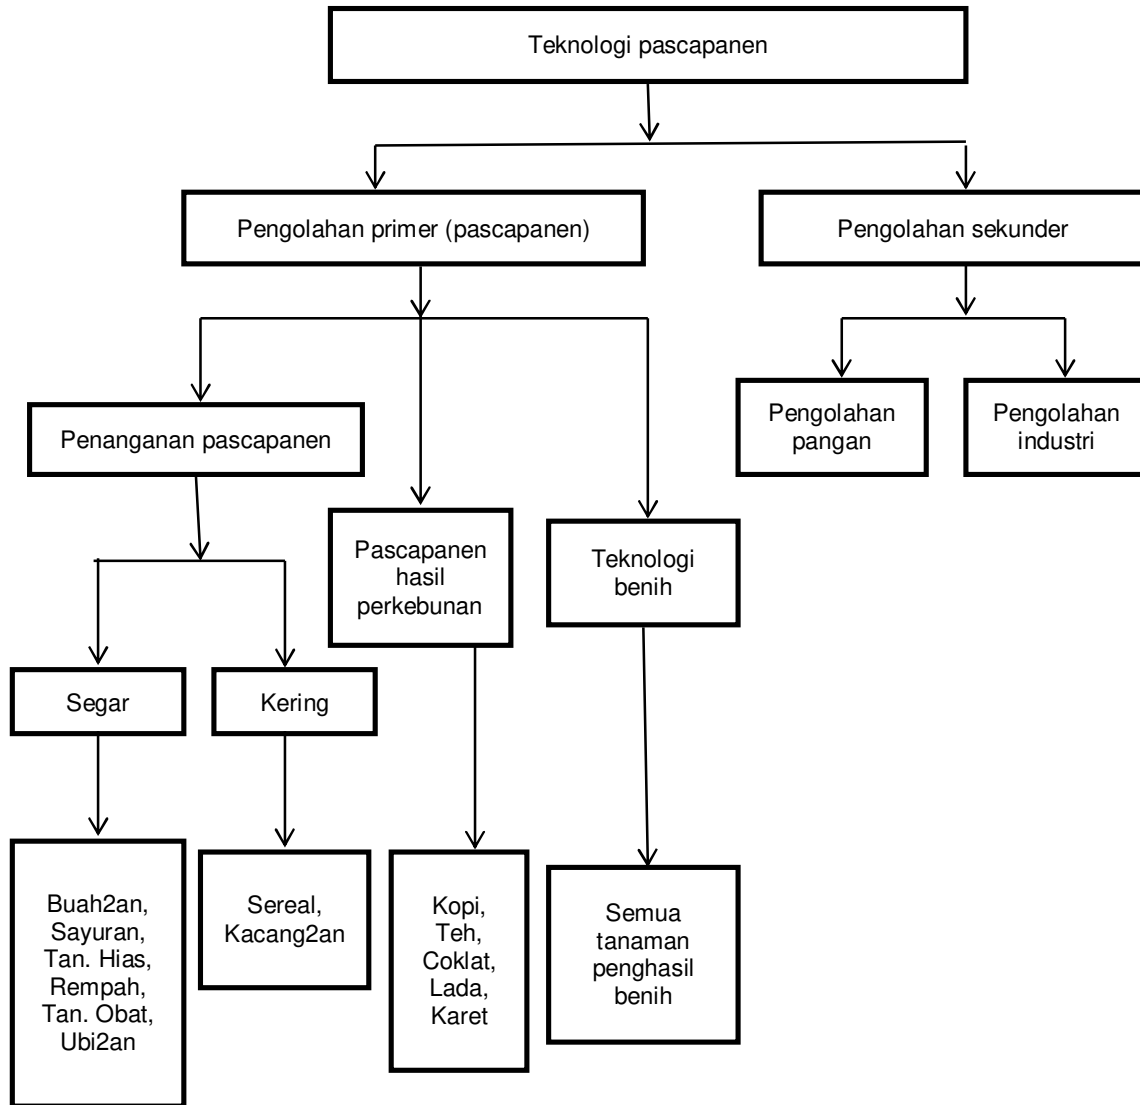 Teknologi pascapanen
Pengolahan primer (pascapanen)
Pengolahan sekunder
Penanganan pascapanen
Pengolahan
pangan
Pengolahan
industri
Pascapanen
hasil
perkebunan
Teknologi
benih
Segar
Kering
Buah2an,
Sayuran,
Tan. Hias,
Rempah,
Tan. Obat,
Ubi2an
Sereal,
Kacang2an
Kopi,
Teh,
Coklat,
Lada,
Karet
Semua
tanaman
penghasil
benih